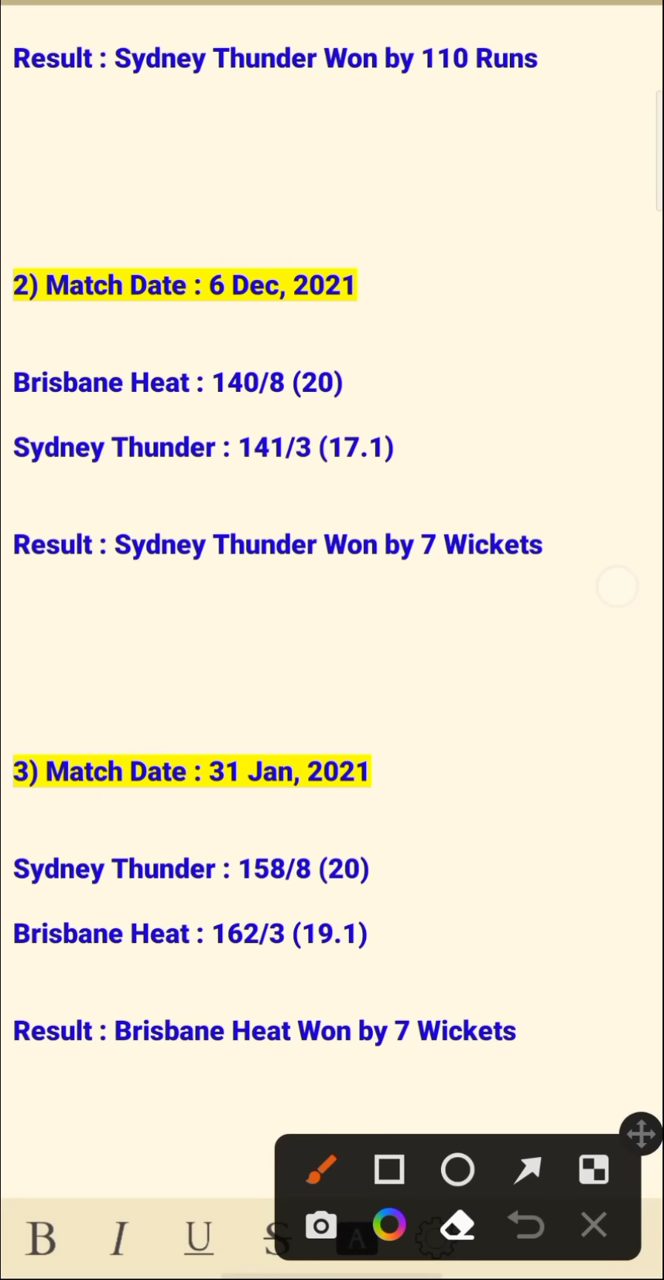 Result : Sydney Thunder Won by 110 Runs
2) Match Date : 6 Dec, 2021
Brisbane Heat : 140/8 (20)
Sydney Thunder : 141/3 (17.1)
Result : Sydney Thunder Won by 7 Wickets
3) Match Date : 31 Jan, 2021
Sydney Thunder : 158/8 (20)
Brisbane Heat : 162/3 (19.1)
Result : Brisbane Heat Won by 7 Wickets
B I U S A